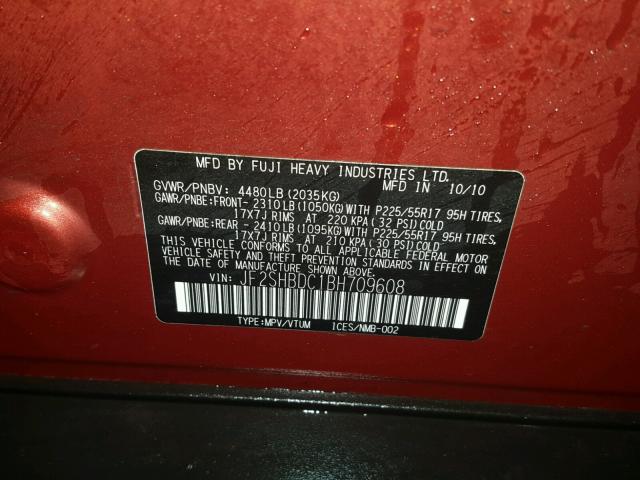 MFD BY FUJI HEAVY INDUSTRIES LTD.
MFD IN 10/10
GVWR/PNBV: 4480LB(2035KG)
GAWR/PNBE:FRONT- 2310LB(1050KG)WITH P225/55R17 95H TIRES,
17X7J RIMS AT 220 KPA(32 PSI)COLD
GAWR/PNBE:REAR - 2410LB(1095KG)WITH P225/55R17 95H TIRES,
17X7J RIMS AT 210 KPA(30 PSI)COLD
THIS VEHICLE CONFORMS TO ALL APPLICABLE FEDERAL MOTOR
VEHICLE SAFETY STANDARDS IN EFFECT ON THE DATE OF
MANUFACTURE SHOWN ABOVE.
VIN: JF2SHBDC1BH709608
TYPE:MPV/VTUM ICES/NMB-002